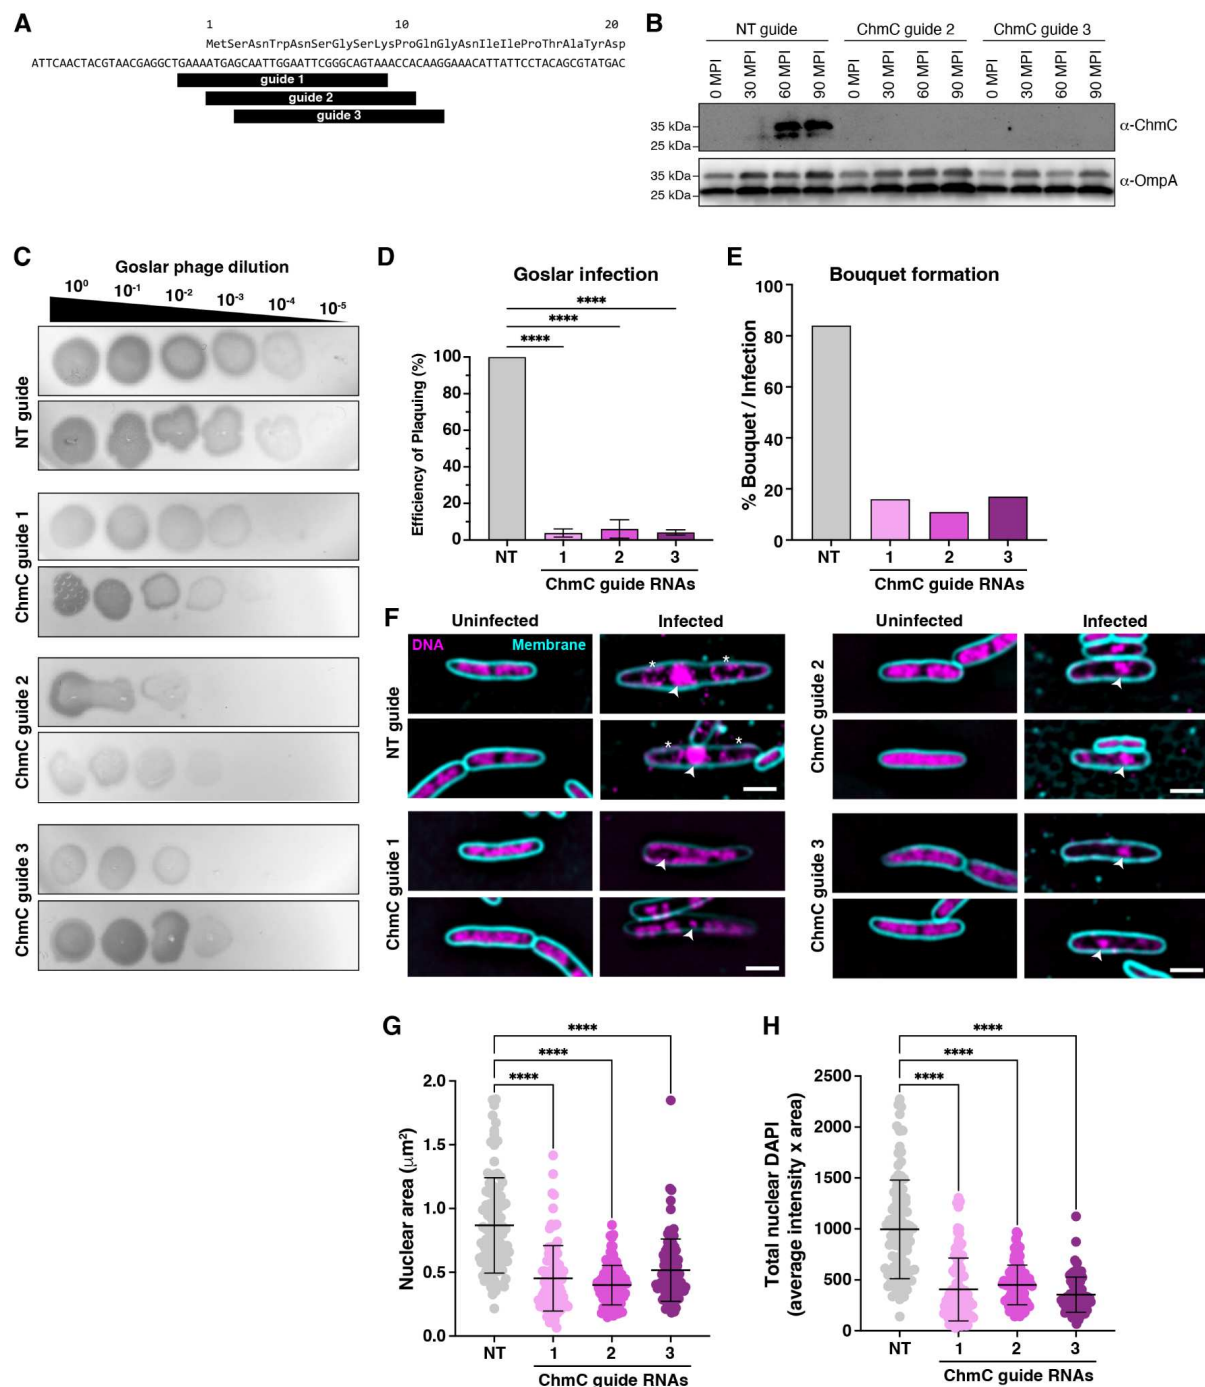 A
1 10 20
MetSerAsnTrpAsnSerGlySerLysProGlnGlyAsnIleIleProThrAlaTyrAsp
ATTCAACTACGTAACGAGGCTGAAAATGAGCAATTGGAATTCGGGCAGTAAACCACAAGGAAACATTATTCCTACAGCGTATGAC
guide 1
guide 2
guide 3
B
NT guide ChmC guide 2 ChmC guide 3
0 MPI 30 MPI 60 MPI 90 MPI 0 MPI 30 MPI 60 MPI 90 MPI 0 MPI 30 MPI 60 MPI 90 MPI
35 kDa
25 kDa
α-ChmC
35 kDa
25 kDa
α-OmpA
C
Goslar phage dilution
10⁰ 10⁻¹ 10⁻² 10⁻³ 10⁻⁴ 10⁻⁵
NT guide
ChmC guide 1
ChmC guide 2
ChmC guide 3
D
Goslar infection
****
****
****
Efficiency of Plaquing (%)
100
80
60
40
20
0
NT 1 2 3
ChmC guide RNAs
E
Bouquet formation
% Bouquet / Infection
100
80
60
40
20
0
NT 1 2 3
ChmC guide RNAs
F
Uninfected Infected Uninfected Infected
DNA Membrane
* *
* *
NT guide
ChmC guide 1
ChmC guide 2
ChmC guide 3
G
****
****
****
Nuclear area (μm²)
2.0
1.5
1.0
0.5
0.0
NT 1 2 3
ChmC guide RNAs
H
****
****
****
Total nuclear DAPI
(average intensity x area)
2500
2000
1500
1000
500
0
NT 1 2 3
ChmC guide RNAs